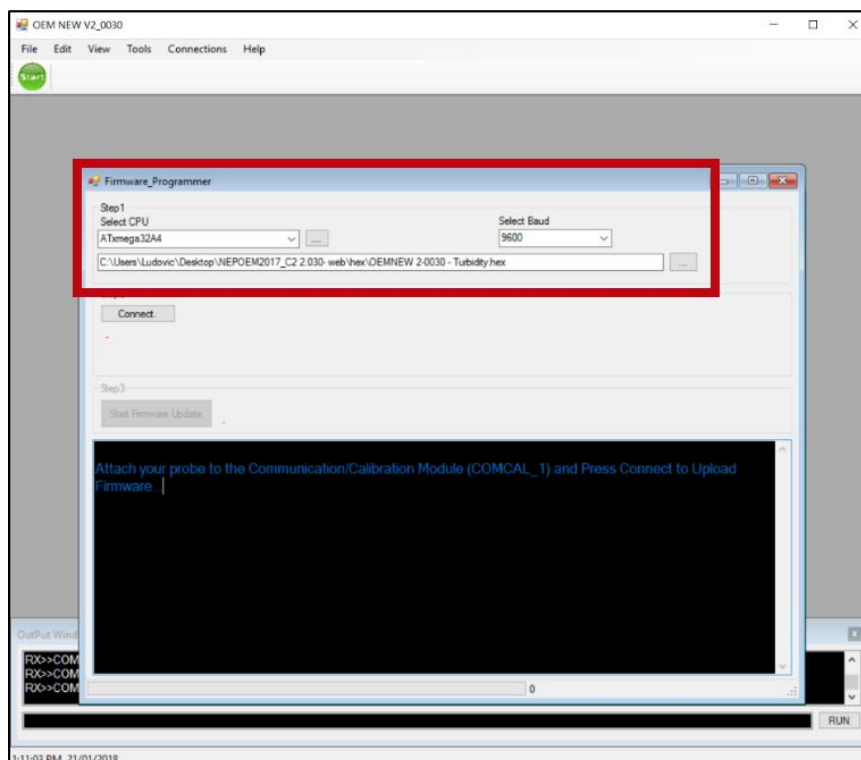 OEM NEW V2_0030
File Edit View Tools Connections Help
Start
Firmware_Programmer
Step1
Select CPU
Select Baud
ATxmega32A4
...
9600
C:\Users\Ludovic\Desktop\NEPOEM2017_C2 2.030- web\hex\OEMNEW 2-0030 - Turbidity.hex
...
Connect.
-
Step3
Start Firmware Update
-
Attach your probe to the Communication/Calibration Module (COMCAL_1) and Press Connect to Upload
Firmware...
OutPut Wind
RX>>COM
RX>>COM
RX>>COM
0
RUN
1:11:03 PM 21/01/2018